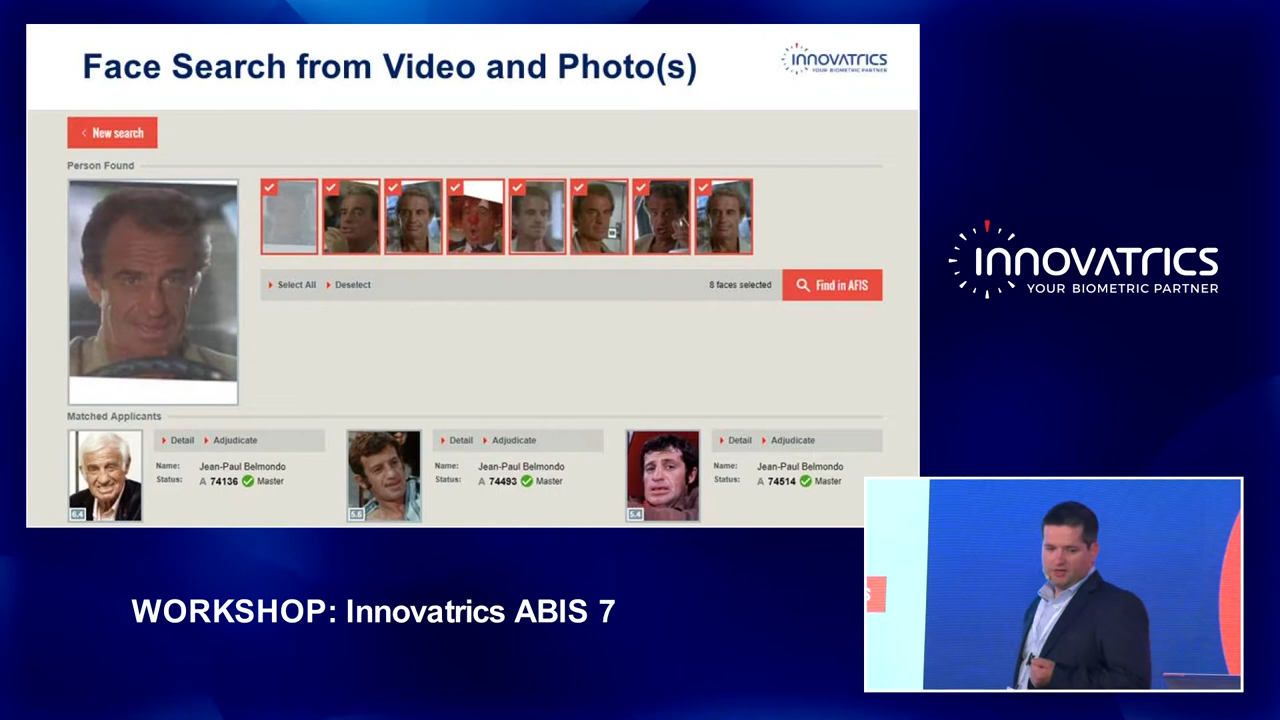 Face Search from Video and Photo(s)
INNOVATRICS
YOUR BIOMETRIC PARTNER
New search
Person Found
Select All
Deselect
8 faces selected
Find in AFIS
Matched Applicants
Detail
Adjudicate
Name: Jean-Paul Belmondo
Status: A 74136 Master
6.4
Detail
Adjudicate
Name: Jean-Paul Belmondo
Status: A 74493 Master
5.6
Detail
Adjudicate
Name: Jean-Paul Belmondo
Status: A 74514 Master
5.4
INNOVATRICS
YOUR BIOMETRIC PARTNER
WORKSHOP: Innovatrics ABIS 7
S